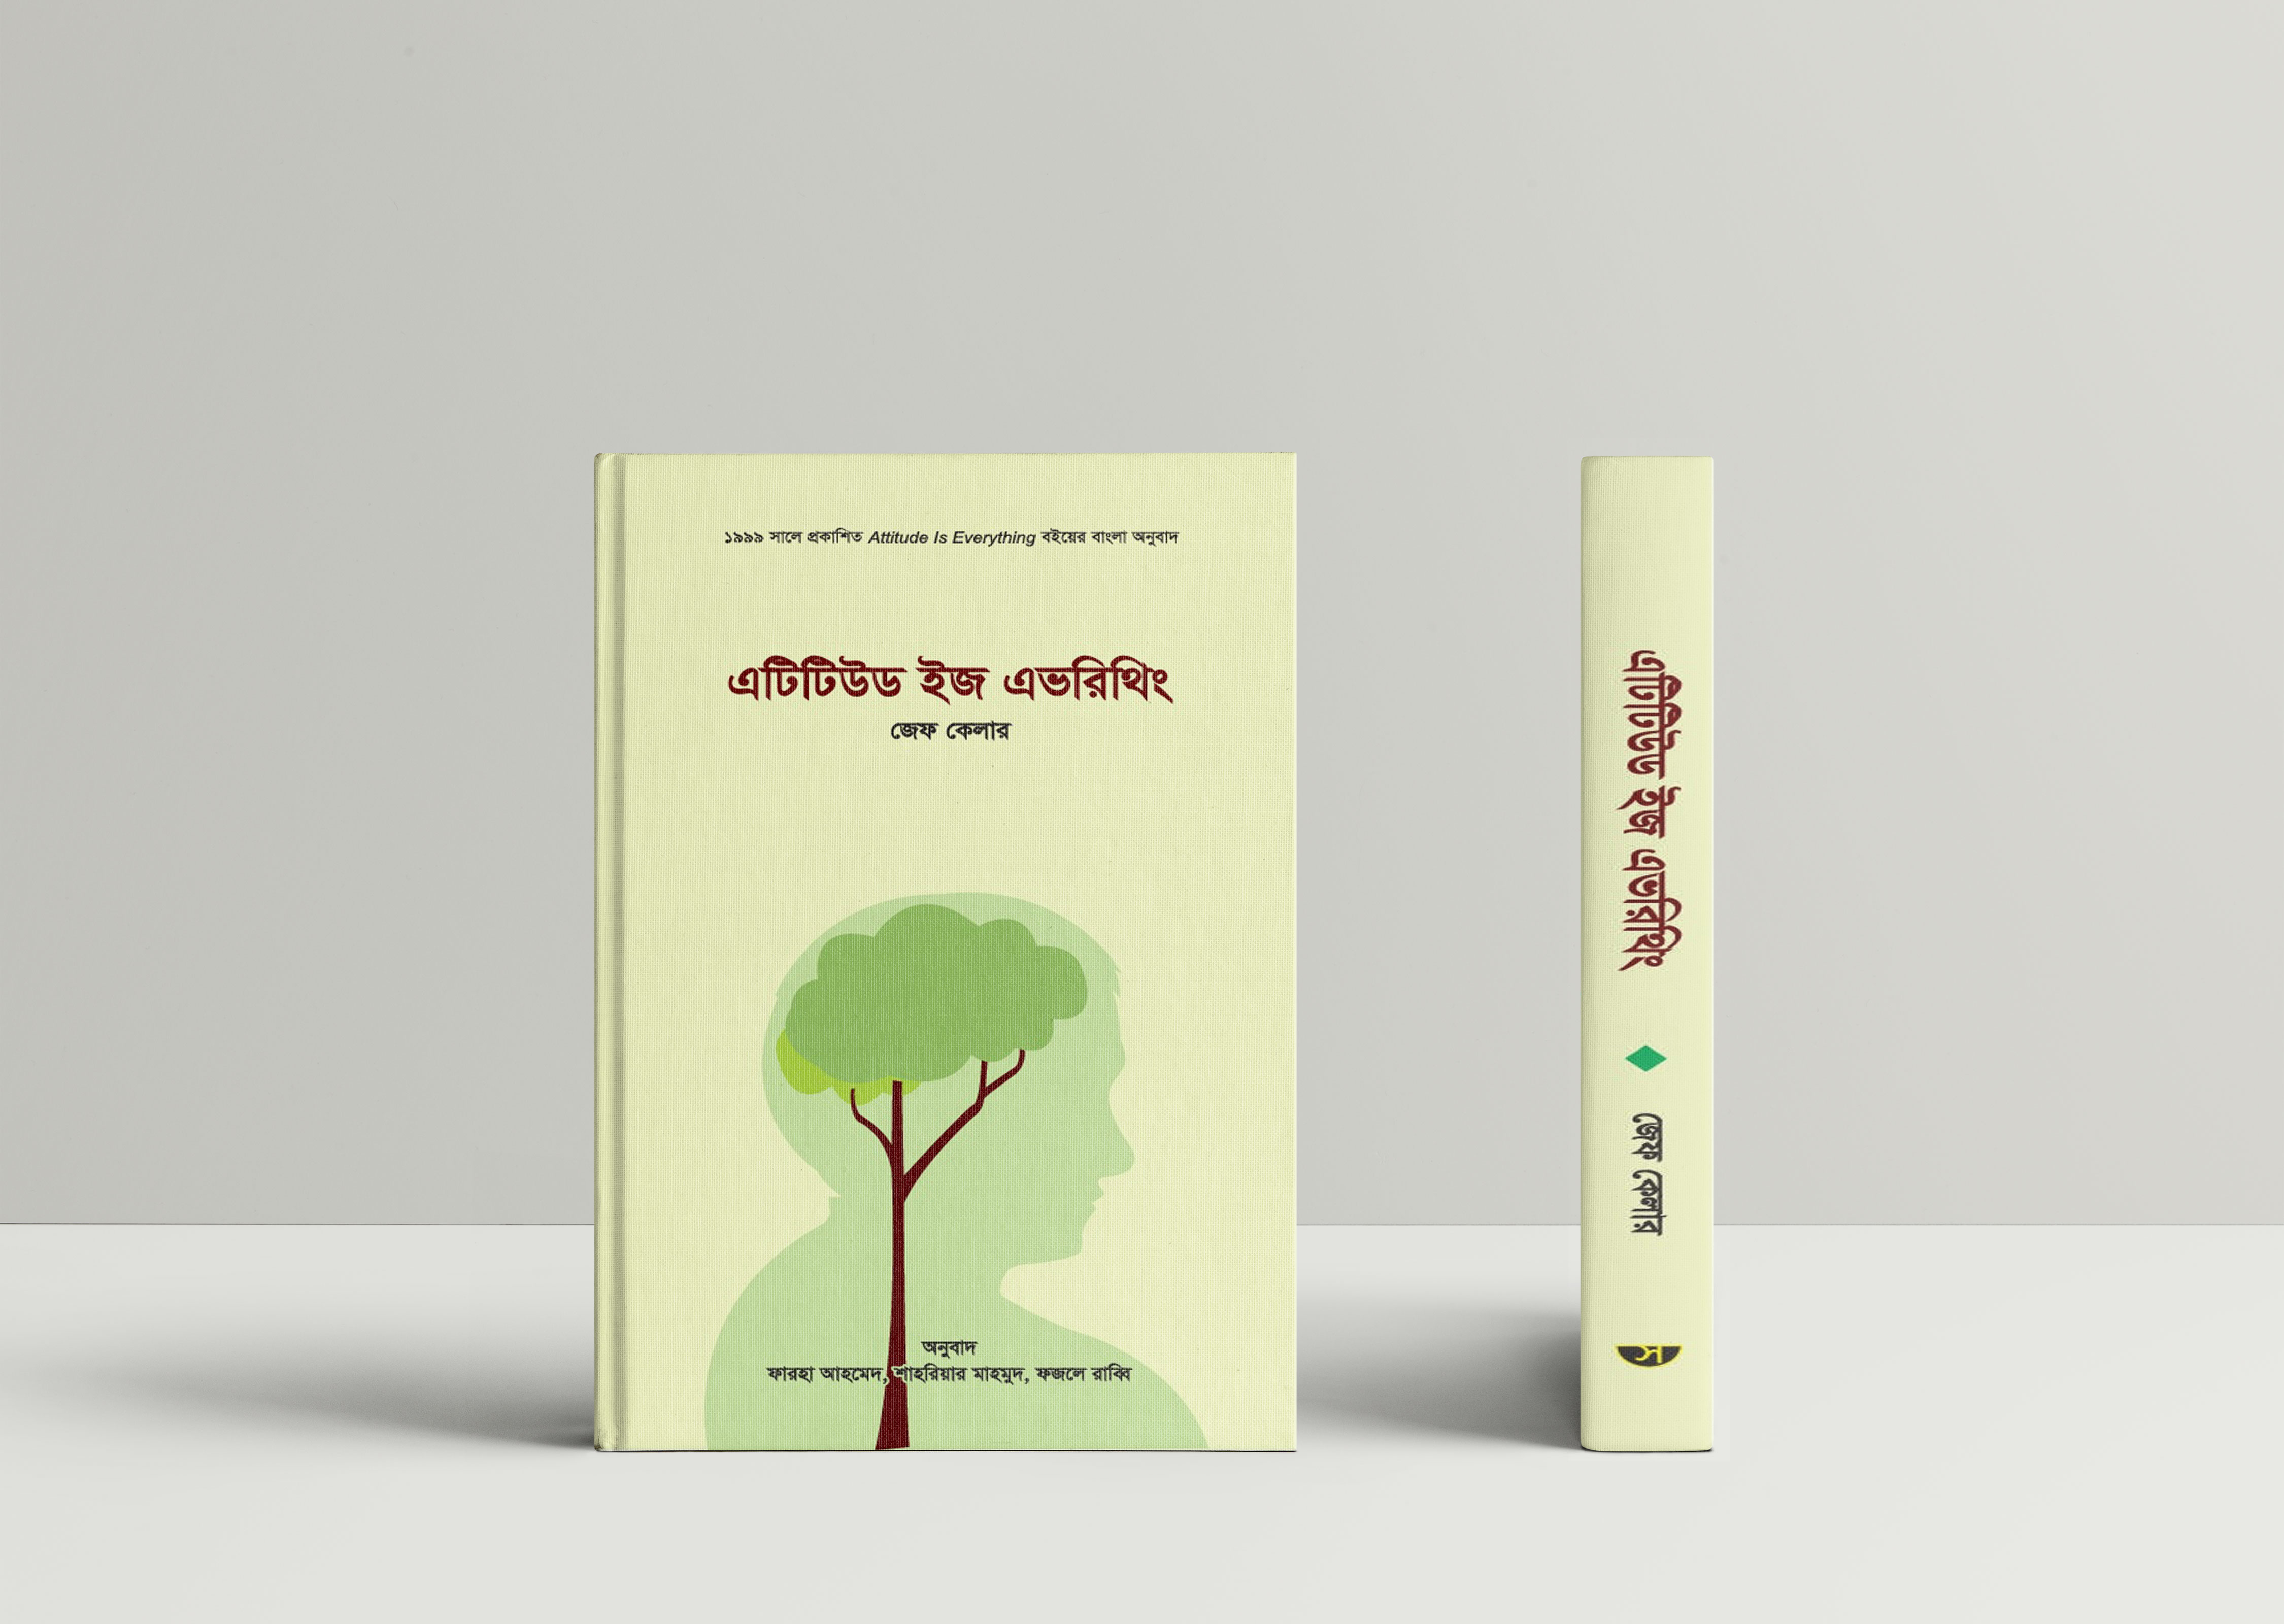 ১৯৯৯ সালে প্রকাশিত Attitude Is Everything বইয়ের বাংলা অনুবাদ
এটিটিউড ইজ এভরিথিং
জেফ কেলার
অনুবাদ
ফারহা আহমেদ, শাহরিয়ার মাহমুদ, ফজলে রাব্বি
এটিটিউড ইজ এভরিথিং
জেফ কেলার
স